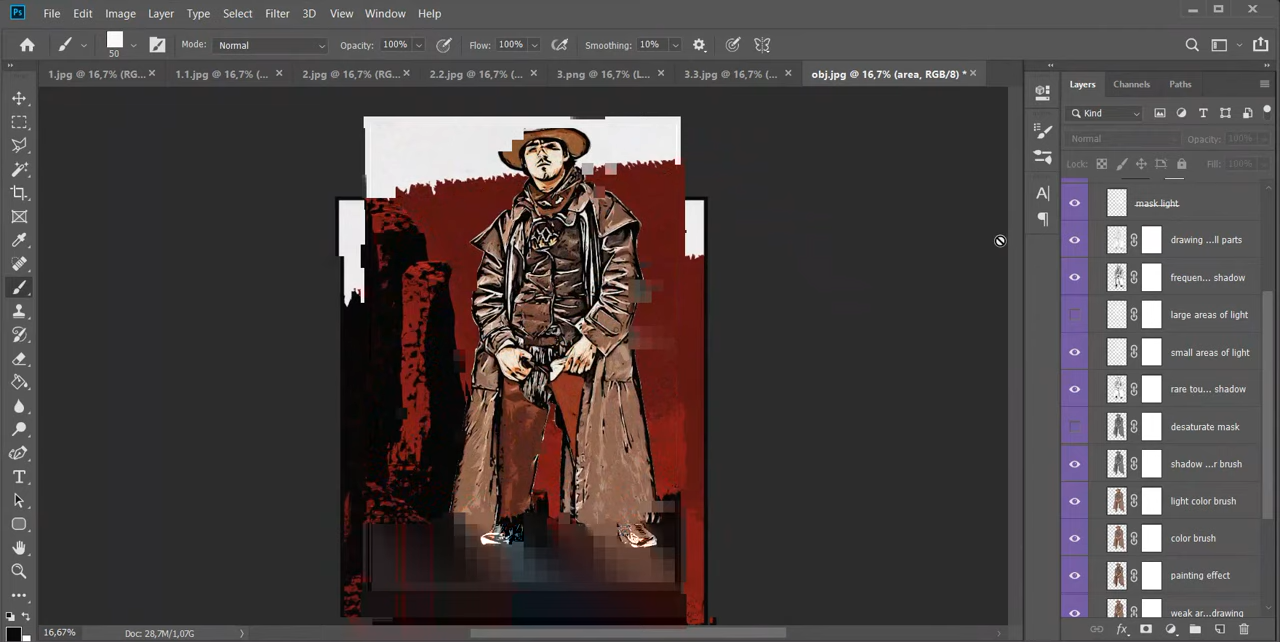 Ps File Edit Image Layer Type Select Filter 3D View Window Help
50 Mode: Normal Opacity: 100% Flow: 100% Smoothing: 10%
1.jpg @ 16,7% (RG... × 1.1.jpg @ 16,7% (... × 2.jpg @ 16,7% (RG... × 2.2.jpg @ 16,7% (... × 3.png @ 16,7% (L... × 3.3.jpg @ 16,7% (... × obj.jpg @ 16,7% (area, RGB/8) * ×
Layers Channels Paths
Kind
Normal Opacity: 100%
Lock: Fill: 100%
mask light
drawing ...ll parts
frequen... shadow
large areas of light
small areas of light
rare tou... shadow
desaturate mask
shadow ...r brush
light color brush
color brush
painting effect
weak ar...drawing
16,67% Doc: 28,7M/1,07G